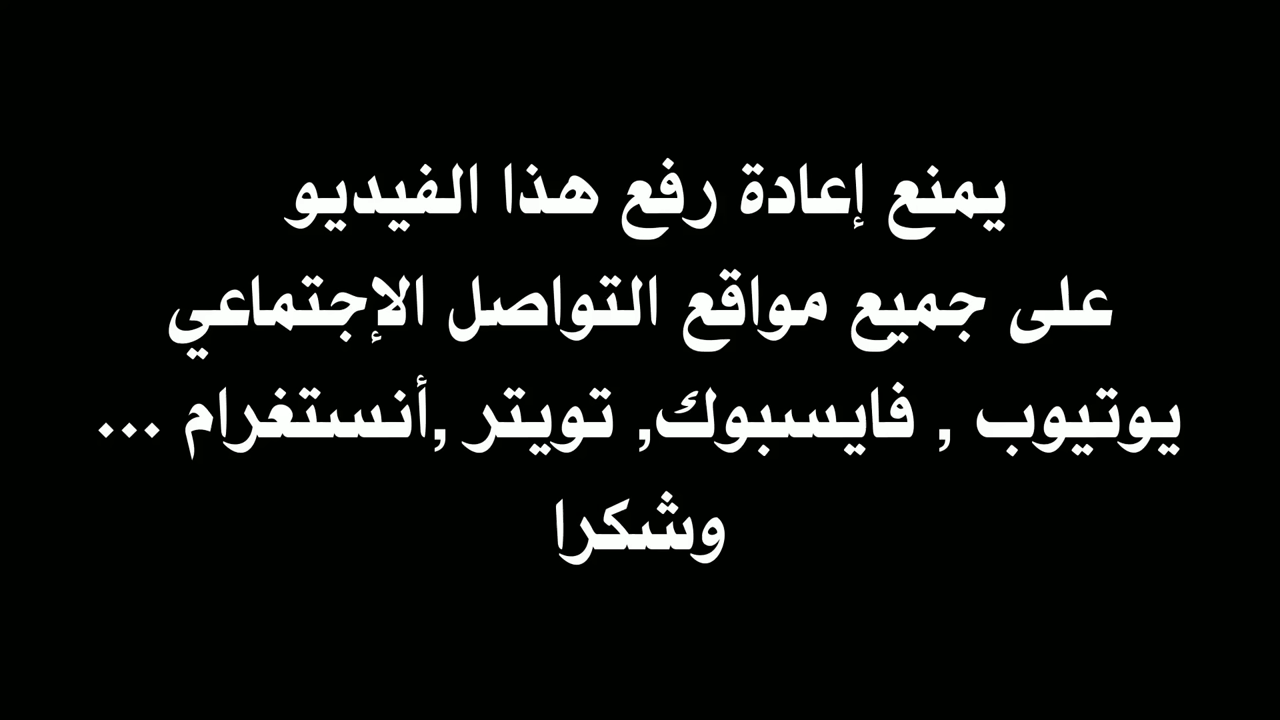 يمنع إعادة رفع هذا الفيديو
على جميع مواقع التواصل الإجتماعي
يوتيوب , فايسبوك, تويتر ,أنستغرام ...
وشكرا